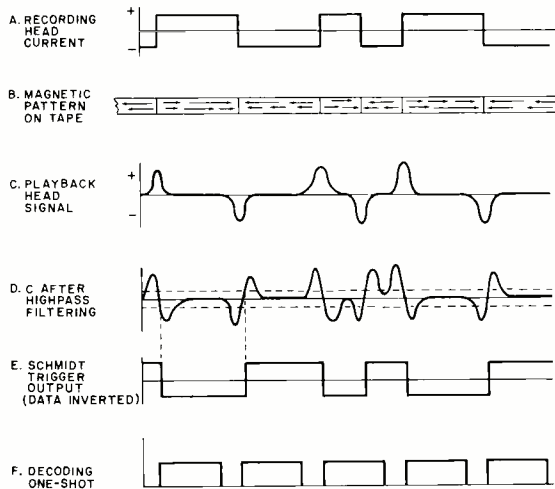 A. RECORDING
HEAD
CURRENT
+
−
B. MAGNETIC
PATTERN
ON TAPE
C. PLAYBACK
HEAD
SIGNAL
+
−
D. C AFTER
HIGHPASS
FILTERING
E. SCHMIDT
TRIGGER
OUTPUT
(DATA INVERTED)
F. DECODING
ONE-SHOT